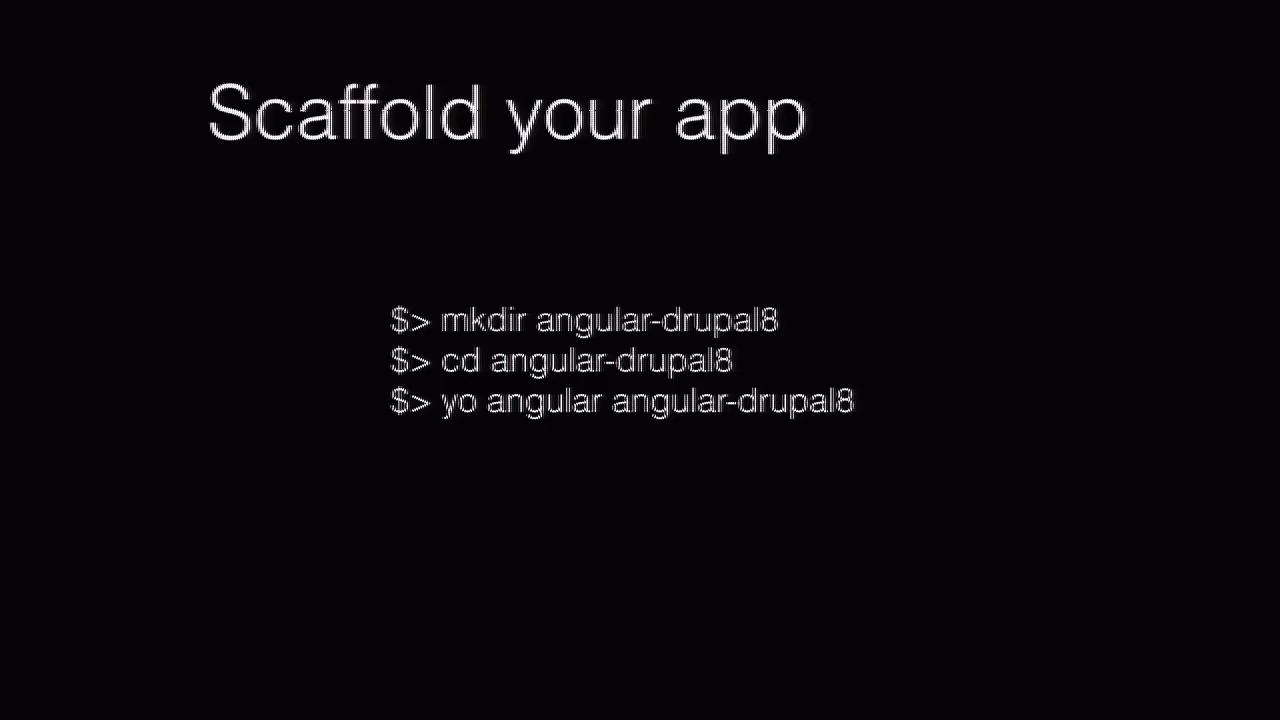 Scaffold your app
$> mkdir angular-drupal8
$> cd angular-drupal8
$> yo angular angular-drupal8